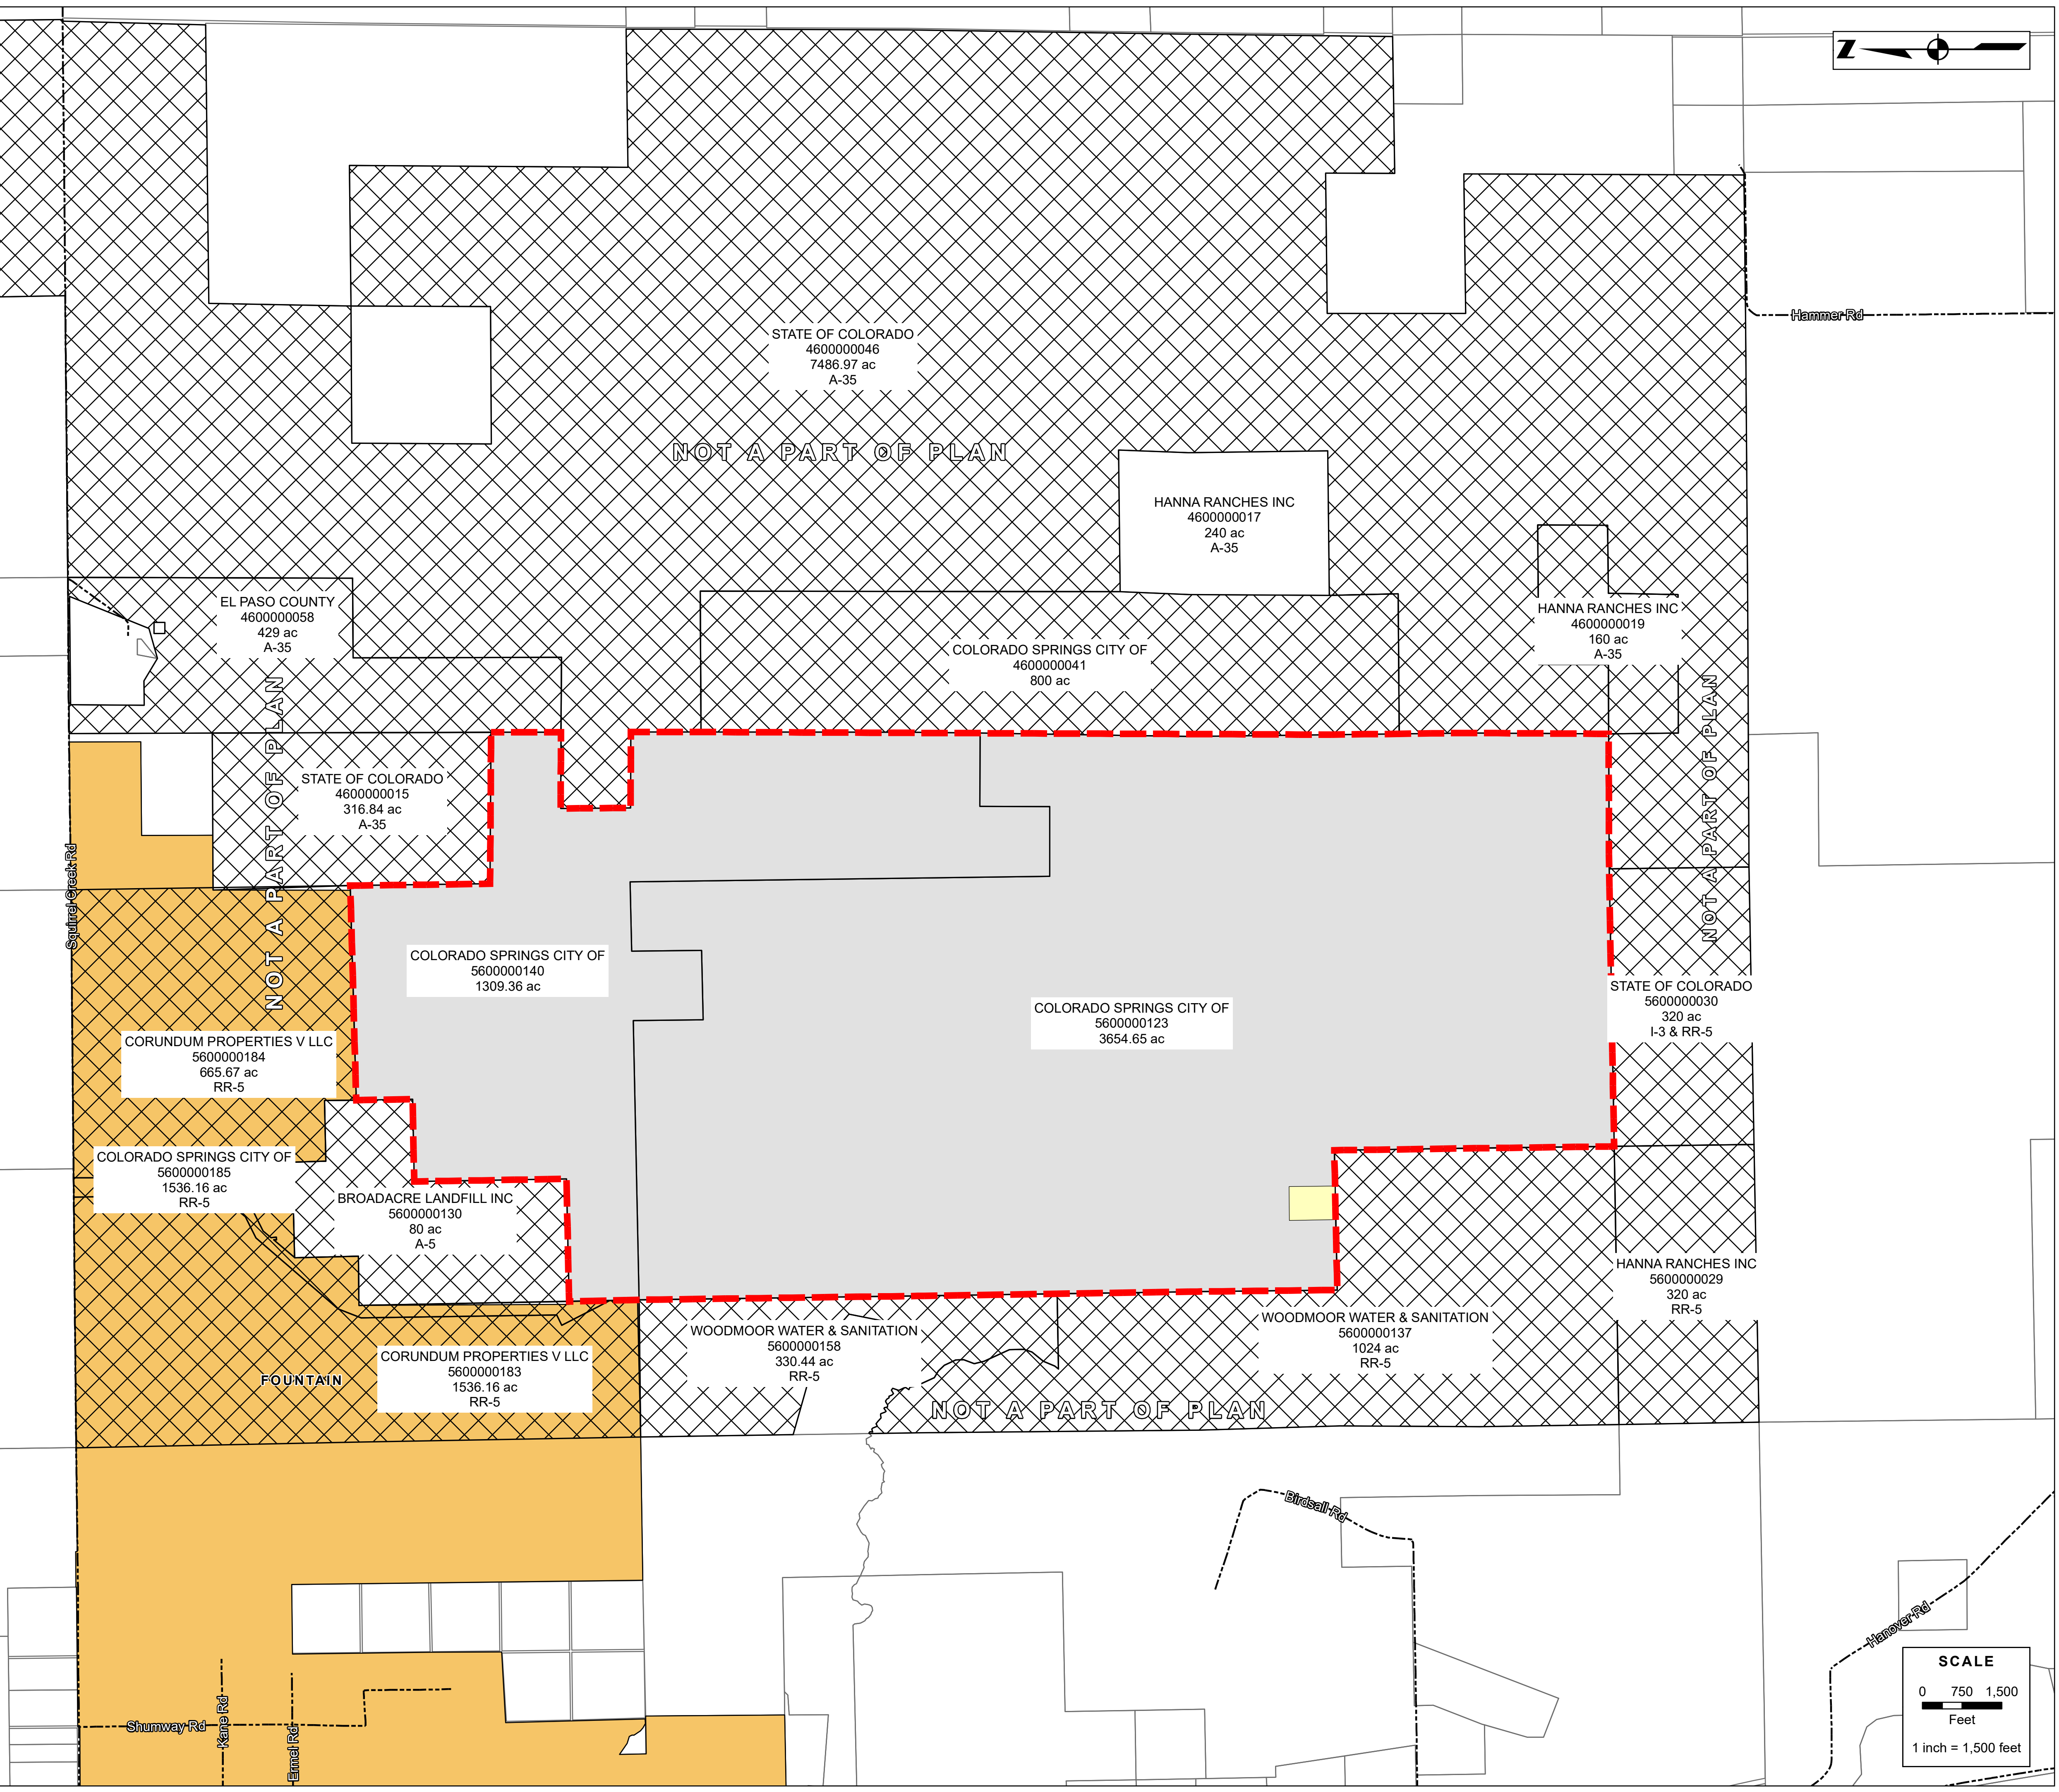 N
Hammer Rd
STATE OF COLORADO
4600000046
7486.97 ac
A-35
NOT A PART OF PLAN
HANNA RANCHES INC
4600000017
240 ac
A-35
EL PASO COUNTY
4600000058
429 ac
A-35
HANNA RANCHES INC
4600000019
160 ac
A-35
COLORADO SPRINGS CITY OF
4600000041
800 ac
NOT A PART OF PLAN
NOT A PART OF PLAN
STATE OF COLORADO
4600000015
316.84 ac
A-35
Squirrel Creek Rd
COLORADO SPRINGS CITY OF
5600000140
1309.36 ac
COLORADO SPRINGS CITY OF
5600000123
3654.65 ac
STATE OF COLORADO
5600000030
320 ac
I-3 & RR-5
CORUNDUM PROPERTIES V LLC
5600000184
665.67 ac
RR-5
COLORADO SPRINGS CITY OF
5600000185
1536.16 ac
RR-5
BROADACRE LANDFILL INC
5600000130
80 ac
A-5
HANNA RANCHES INC
5600000029
320 ac
RR-5
WOODMOOR WATER & SANITATION
5600000137
1024 ac
RR-5
WOODMOOR WATER & SANITATION
5600000158
330.44 ac
RR-5
CORUNDUM PROPERTIES V LLC
5600000183
1536.16 ac
RR-5
FOUNTAIN
NOT A PART OF PLAN
Birdsall Rd
Hanover Rd
Shumway Rd
Kane Rd
Ermel Rd
SCALE
0 750 1,500
Feet
1 inch = 1,500 feet